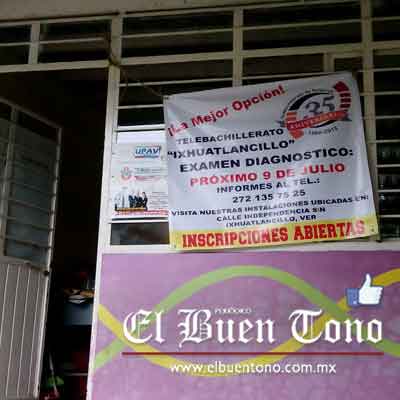 ¡La Mejor Opción!
TELEBACHILLERATO
"IXHUATLANCILLO"
EXAMEN DIAGNOSTICO:
PRÓXIMO 9 DE JULIO
INFORMES AL TEL.:
272 135 75 25
VISITA NUESTRAS INSTALACIONES UBICADAS EN:
CALLE INDEPENDENCIA S/N
IXHUATLANCILLO, VER
INSCRIPCIONES ABIERTAS
35
ANIVERSARIO
UPAV
PERIÓDICO
El Buen Tono
www.elbuentono.com.mx